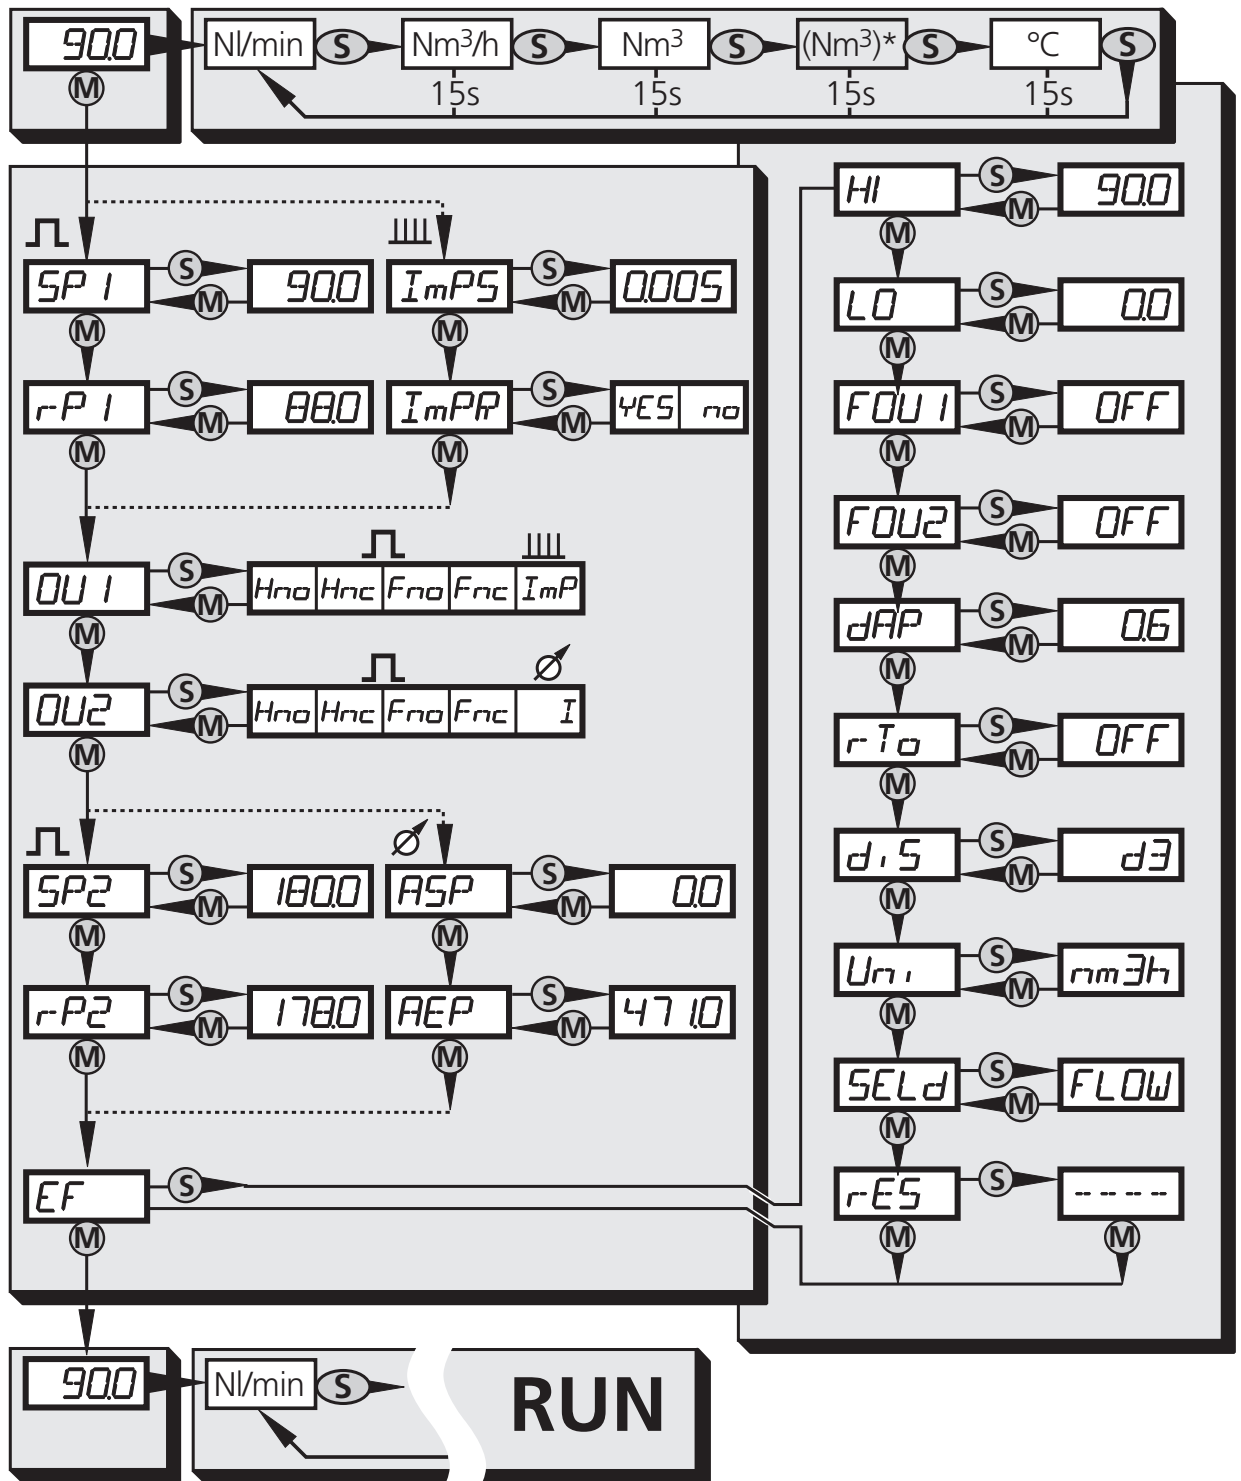 90.0 Nl/min S Nm³/h S Nm³ S (Nm³)* S °C S
M 15s 15s 15s 15s
SP1 S 90.0 ImPS S 0.005
M M
M M
rP1 S 88.0 ImPR S YES no
M M
M M
OU1 S Hno Hnc Fno Fnc ImP
M
M
OU2 S Hno Hnc Fno Fnc I
M
M
SP2 S 180.0 ASP S 0.0
M M
M M
rP2 S 178.0 AEP S 471.0
M M
M M
EF S
M
HI S 90.0
M
M
LO S 0.0
M
M
FOU1 S OFF
M
M
FOU2 S OFF
M
M
dAP S 0.6
M
M
rTo S OFF
M
M
diS S d3
M
M
Uni S nm3h
M
M
SELd S FLOW
M
M
rES S ----
M M
90.0 Nl/min S RUN